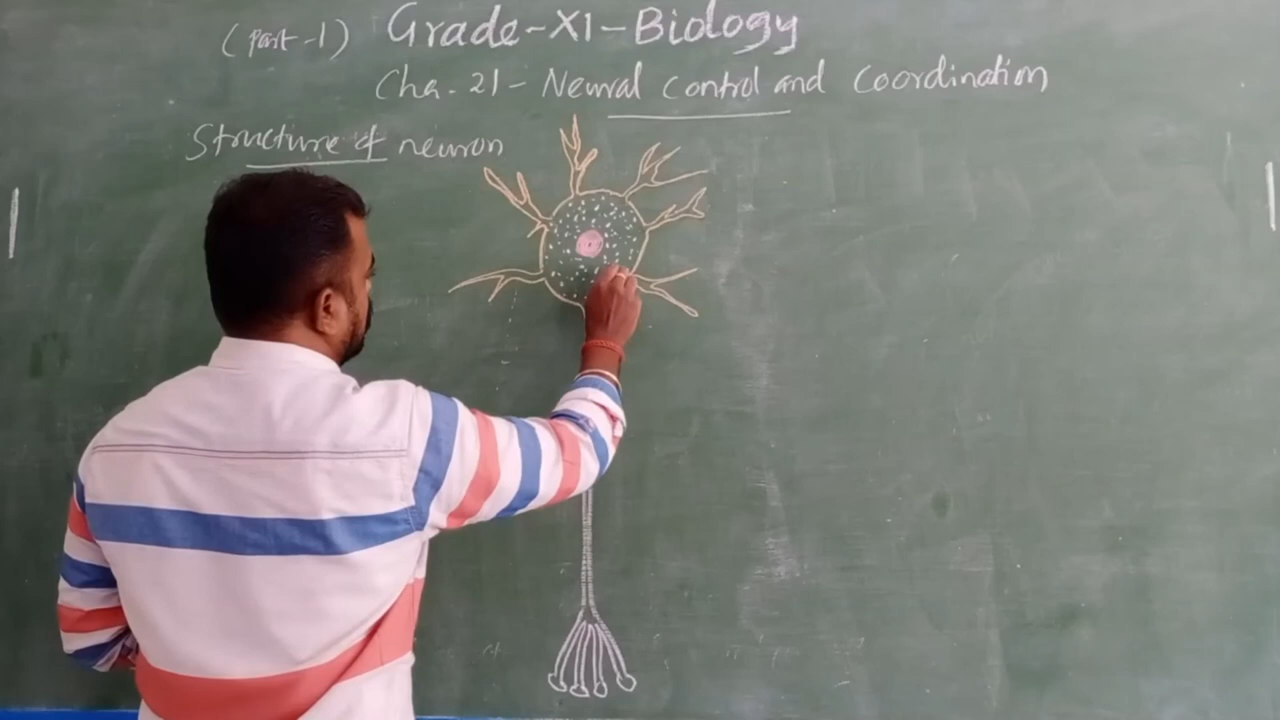 (Part-1) Grade-XI-Biology
Cha. 21- Neural control and Coordination
Structure of neuron